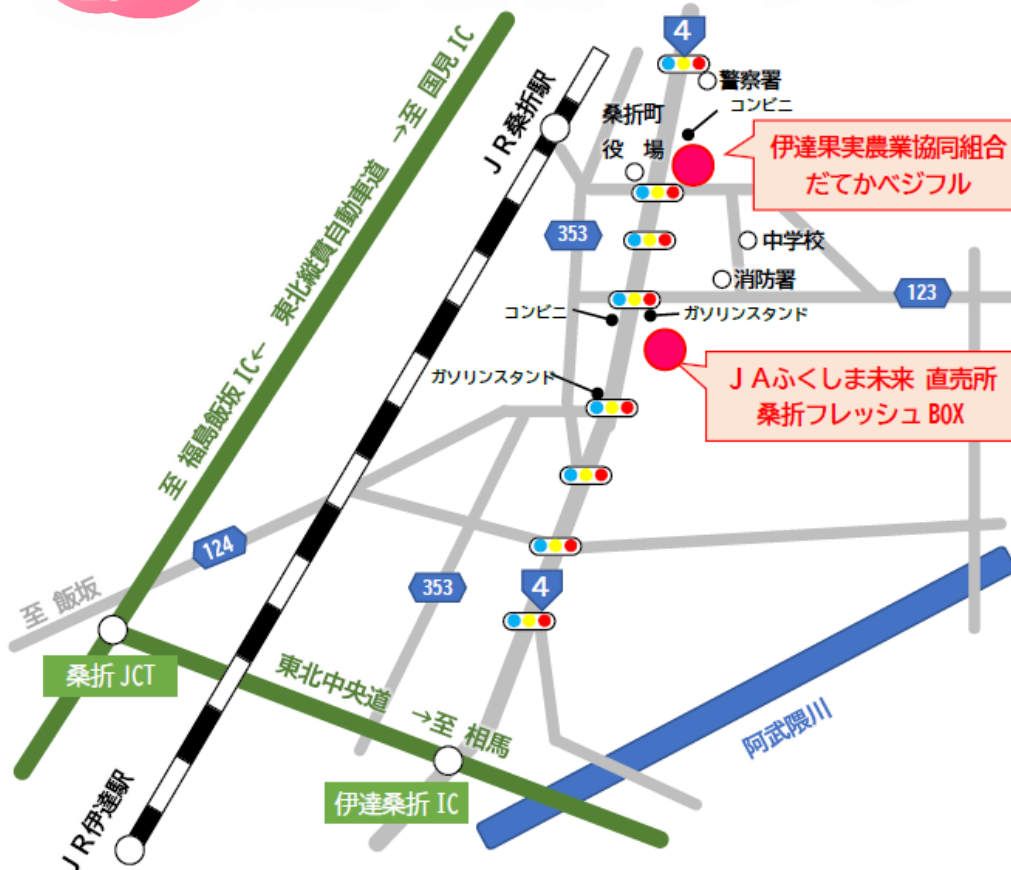 4
警察署
コンビニ
桑折町
役 場
伊達果実農業協同組合
だてかベジフル
JR桑折駅
→至 国見 IC
東北縦貫自動車道
至 福島飯坂 IC←
353
中学校
消防署
123
コンビニ
ガソリンスタンド
JAふくしま未来 直売所
桑折フレッシュ BOX
ガソリンスタンド
124
至 飯坂
353
4
桑折 JCT
東北中央道 →至 相馬
伊達桑折 IC
阿武隈川
JR伊達駅